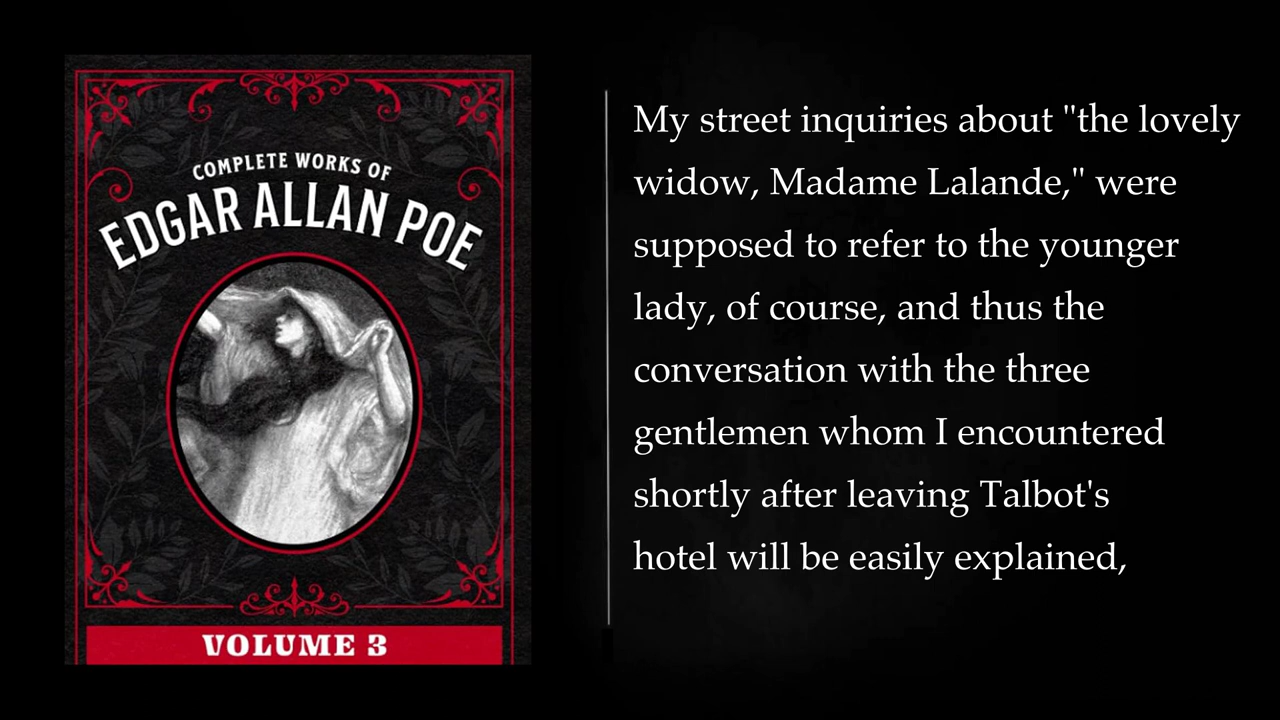 COMPLETE WORKS OF
EDGAR ALLAN POE
VOLUME 3
My street inquiries about "the lovely
widow, Madame Lalande," were
supposed to refer to the younger
lady, of course, and thus the
conversation with the three
gentlemen whom I encountered
shortly after leaving Talbot's
hotel will be easily explained,